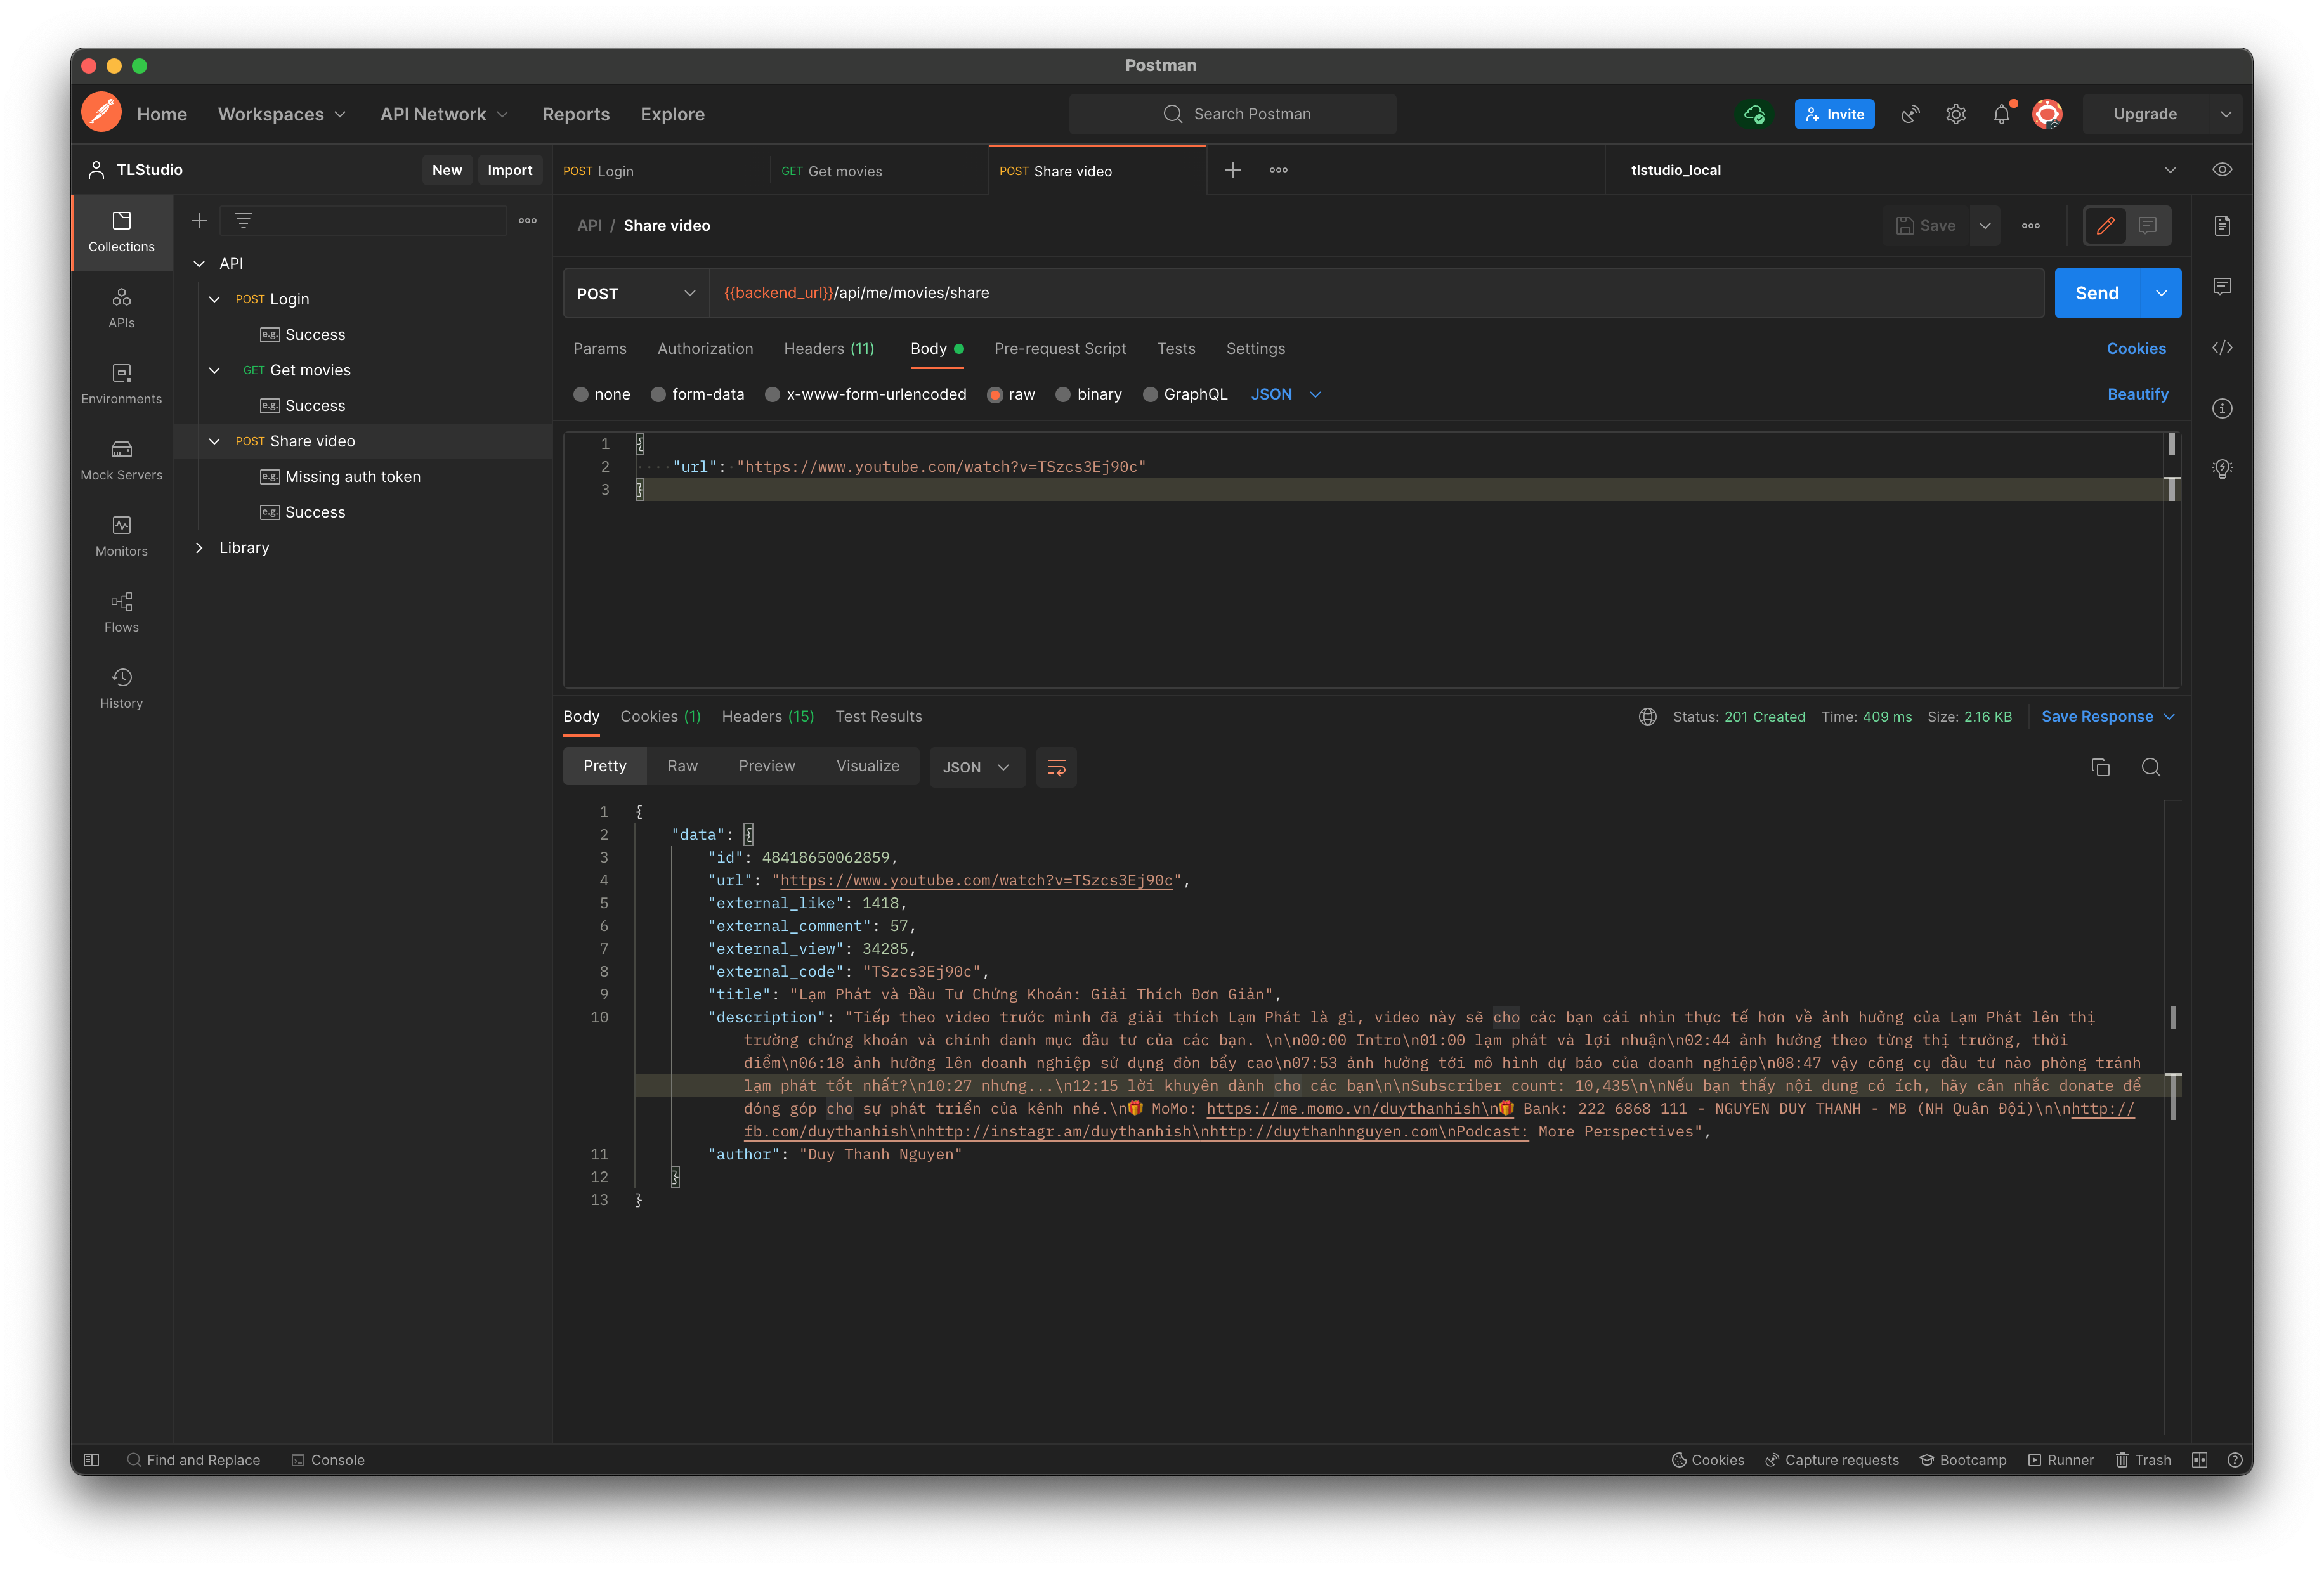 Postman
Home Workspaces API Network Reports Explore Search Postman Invite Upgrade
TLStudio New Import POST Login GET Get movies POST Share video tlstudio_local
Collections
APIs
Environments
Mock Servers
Monitors
Flows
History
API
POST Login
e.g. Success
GET Get movies
e.g. Success
POST Share video
e.g. Missing auth token
e.g. Success
Library
API / Share video Save
POST {{backend_url}}/api/me/movies/share Send
Params Authorization Headers (11) Body Pre-request Script Tests Settings Cookies
none form-data x-www-form-urlencoded raw binary GraphQL JSON Beautify
1 {
2 ····"url":·"https://www.youtube.com/watch?v=TSzcs3Ej90c"
3 }
Body Cookies (1) Headers (15) Test Results Status: 201 Created Time: 409 ms Size: 2.16 KB Save Response
Pretty Raw Preview Visualize JSON
1 {
2 "data": {
3 "id": 48418650062859,
4 "url": "https://www.youtube.com/watch?v=TSzcs3Ej90c",
5 "external_like": 1418,
6 "external_comment": 57,
7 "external_view": 34285,
8 "external_code": "TSzcs3Ej90c",
9 "title": "Lạm Phát và Đầu Tư Chứng Khoán: Giải Thích Đơn Giản",
10 "description": "Tiếp theo video trước mình đã giải thích Lạm Phát là gì, video này sẽ cho các bạn cái nhìn thực tế hơn về ảnh hưởng của Lạm Phát lên thị
trường chứng khoán và chính danh mục đầu tư của các bạn. \n\n00:00 Intro\n01:00 lạm phát và lợi nhuận\n02:44 ảnh hưởng theo từng thị trường, thời
điểm\n06:18 ảnh hưởng lên doanh nghiệp sử dụng đòn bẩy cao\n07:53 ảnh hưởng tới mô hình dự báo của doanh nghiệp\n08:47 vậy công cụ đầu tư nào phòng tránh
lạm phát tốt nhất?\n10:27 nhưng...\n12:15 lời khuyên dành cho các bạn\n\nSubscriber count: 10,435\n\nNếu bạn thấy nội dung có ích, hãy cân nhắc donate để
đóng góp cho sự phát triển của kênh nhé.\n🎁 MoMo: https://me.momo.vn/duythanhish\n🎁 Bank: 222 6868 111 - NGUYEN DUY THANH - MB (NH Quân Đội)\n\nhttp://
fb.com/duythanhish\nhttp://instagr.am/duythanhish\nhttp://duythanhnguyen.com\nPodcast: More Perspectives",
11 "author": "Duy Thanh Nguyen"
12 }
13 }
Find and Replace Console Cookies Capture requests Bootcamp Runner Trash